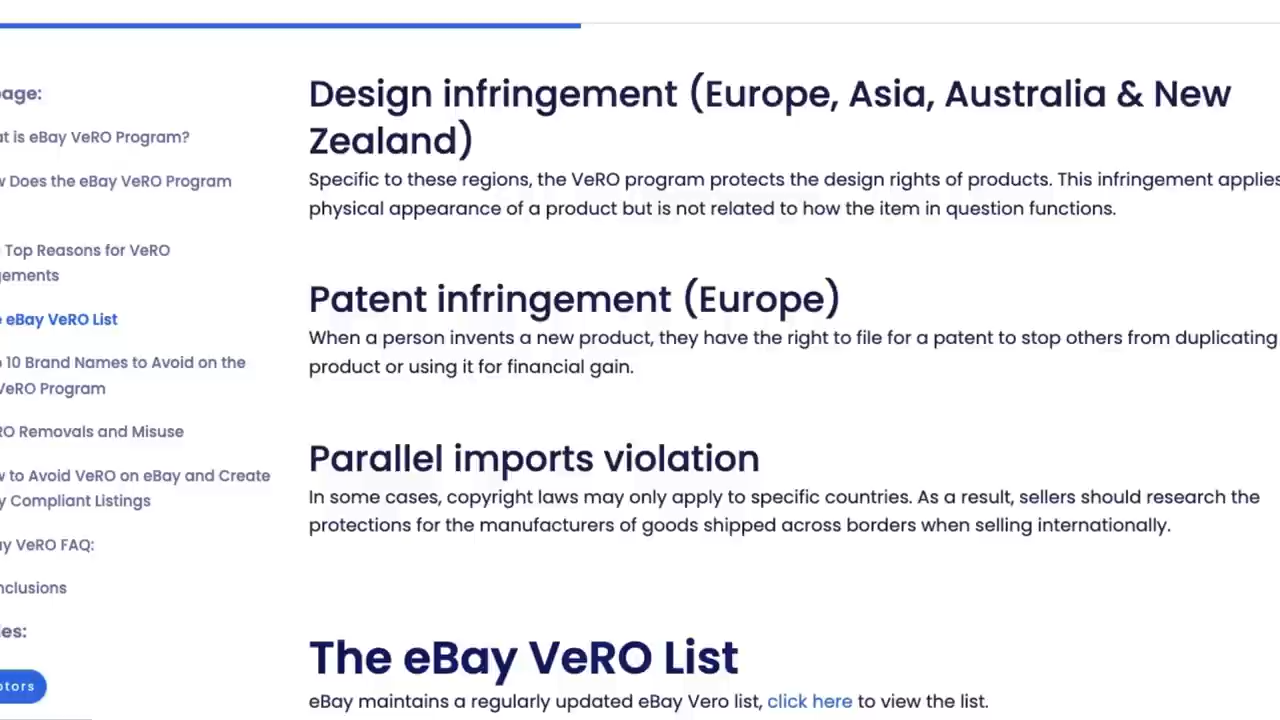 age:
at is eBay VeRO Program?
w Does the eBay VeRO Program
Top Reasons for VeRO
gements
e eBay VeRO List
10 Brand Names to Avoid on the
VeRO Program
RO Removals and Misuse
w to Avoid VeRO on eBay and Create
y Compliant Listings
ay VeRO FAQ:
nclusions
es:
otors
Design infringement (Europe, Asia, Australia & New
Zealand)
Specific to these regions, the VeRO program protects the design rights of products. This infringement applies
physical appearance of a product but is not related to how the item in question functions.
Patent infringement (Europe)
When a person invents a new product, they have the right to file for a patent to stop others from duplicating
product or using it for financial gain.
Parallel imports violation
In some cases, copyright laws may only apply to specific countries. As a result, sellers should research the
protections for the manufacturers of goods shipped across borders when selling internationally.
The eBay VeRO List
eBay maintains a regularly updated eBay Vero list, click here to view the list.